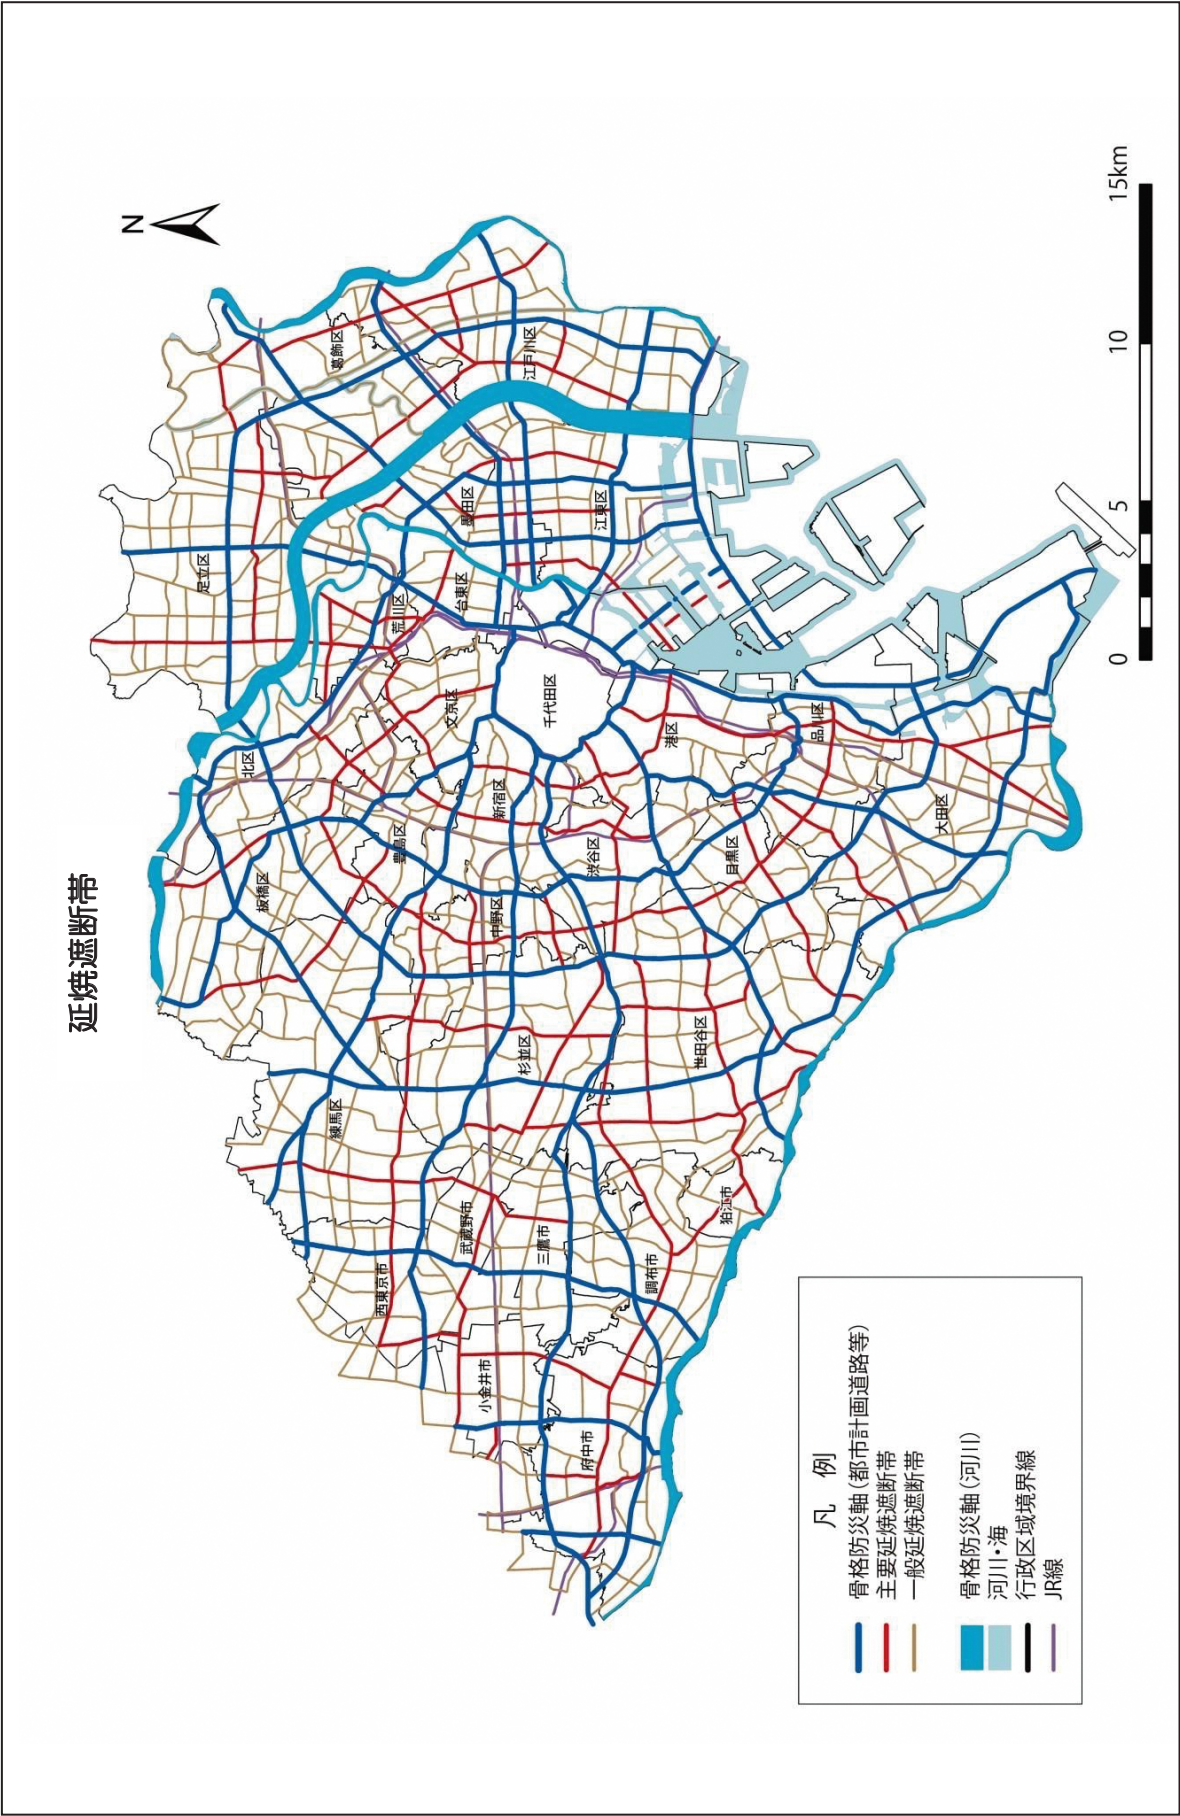 延焼遮断帯
N
足立区
葛飾区
北区
荒川区
板橋区
豊島区
文京区
台東区
墨田区
江戸川区
練馬区
中野区
新宿区
千代田区
江東区
西東京市
武蔵野市
杉並区
渋谷区
港区
小金井市
三鷹市
世田谷区
目黒区
品川区
府中市
調布市
狛江市
大田区
凡 例
骨格防災軸(都市計画道路等)
主要延焼遮断帯
一般延焼遮断帯
骨格防災軸(河川)
河川・海
行政区域境界線
JR線
0 5 10 15km